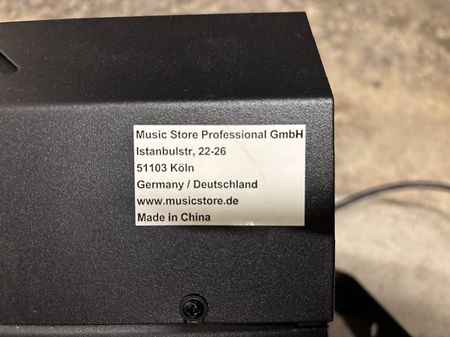 Music Store Professional GmbH
Istanbulstr, 22-26
51103 Köln
Germany / Deutschland
www.musicstore.de
Made in China